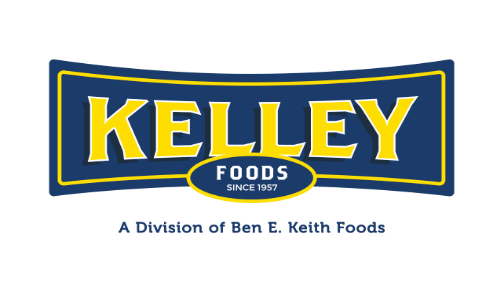 KELLEY
FOODS
SINCE 1957
A Division of Ben E. Keith Foods